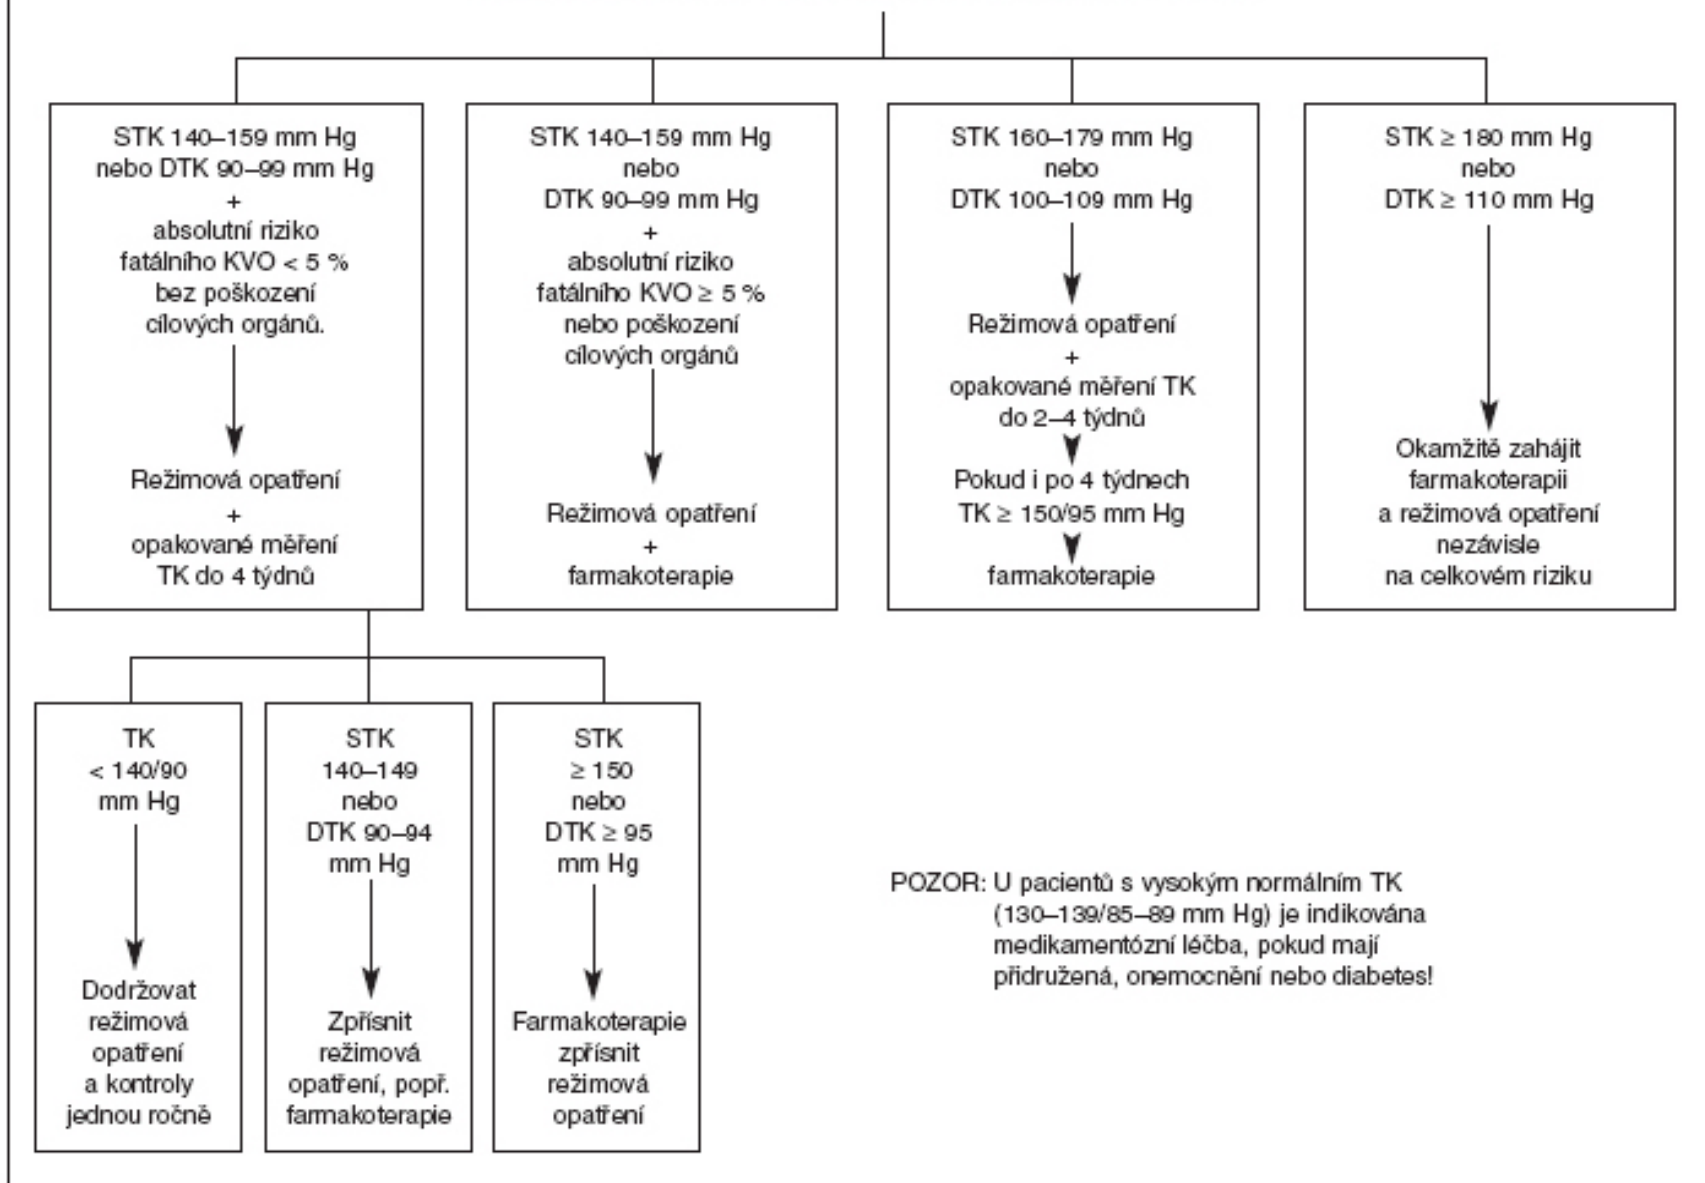 STK 140–159 mm Hg
nebo DTK 90–99 mm Hg
+
absolutní riziko
fatálního KVO < 5 %
bez poškození
cílových orgánů.
Režimová opatření
+
opakované měření
TK do 4 týdnů
STK 140–159 mm Hg
nebo
DTK 90–99 mm Hg
+
absolutní riziko
fatálního KVO ≥ 5 %
nebo poškození
cílových orgánů
Režimová opatření
+
farmakoterapie
STK 160–179 mm Hg
nebo
DTK 100–109 mm Hg
Režimová opatření
+
opakované měření TK
do 2–4 týdnů
Pokud i po 4 týdnech
TK ≥ 150/95 mm Hg
farmakoterapie
STK ≥ 180 mm Hg
nebo
DTK ≥ 110 mm Hg
Okamžitě zahájit
farmakoterapii
a režimová opatření
nezávisle
na celkovém riziku
TK
< 140/90
mm Hg
Dodržovat
režimová
opatření
a kontroly
jednou ročně
STK
140–149
nebo
DTK 90–94
mm Hg
Zpřísnit
režimová
opatření, popř.
farmakoterapie
STK
≥ 150
nebo
DTK ≥ 95
mm Hg
Farmakoterapie
zpřísnit
režimová
opatření
POZOR: U pacientů s vysokým normálním TK
(130–139/85–89 mm Hg) je indikována
medikamentózní léčba, pokud mají
přidružená, onemocnění nebo diabetes!